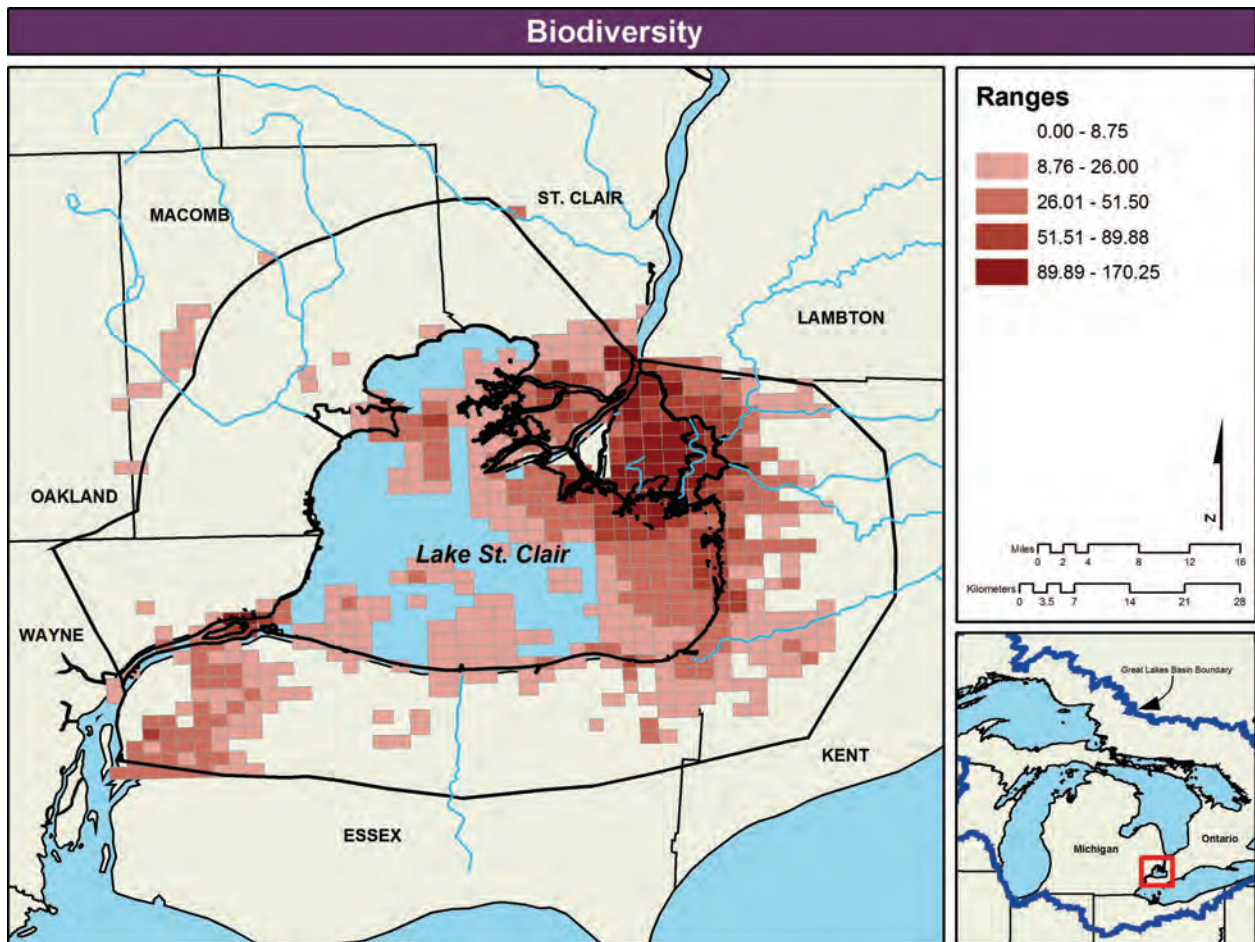 Biodiversity
MACOMB
ST. CLAIR
LAMBTON
OAKLAND
Lake St. Clair
WAYNE
KENT
ESSEX
Ranges
0.00 - 8.75
8.76 - 26.00
26.01 - 51.50
51.51 - 89.88
89.89 - 170.25
N
Miles
0 2 4 8 12 16
Kilometers
0 3.5 7 14 21 28
Great Lakes Basin Boundary
Michigan
Ontario